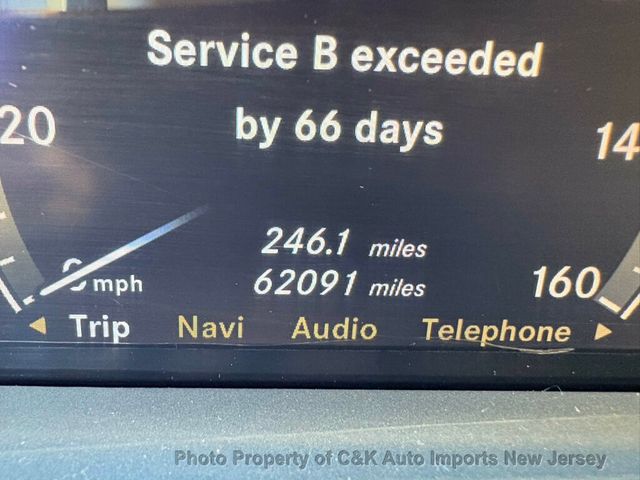 Service B exceeded
by 66 days
20
14
246.1 miles
62091 miles
0 mph
160
Trip Navi Audio Telephone
Photo Property of C&K Auto Imports New Jersey